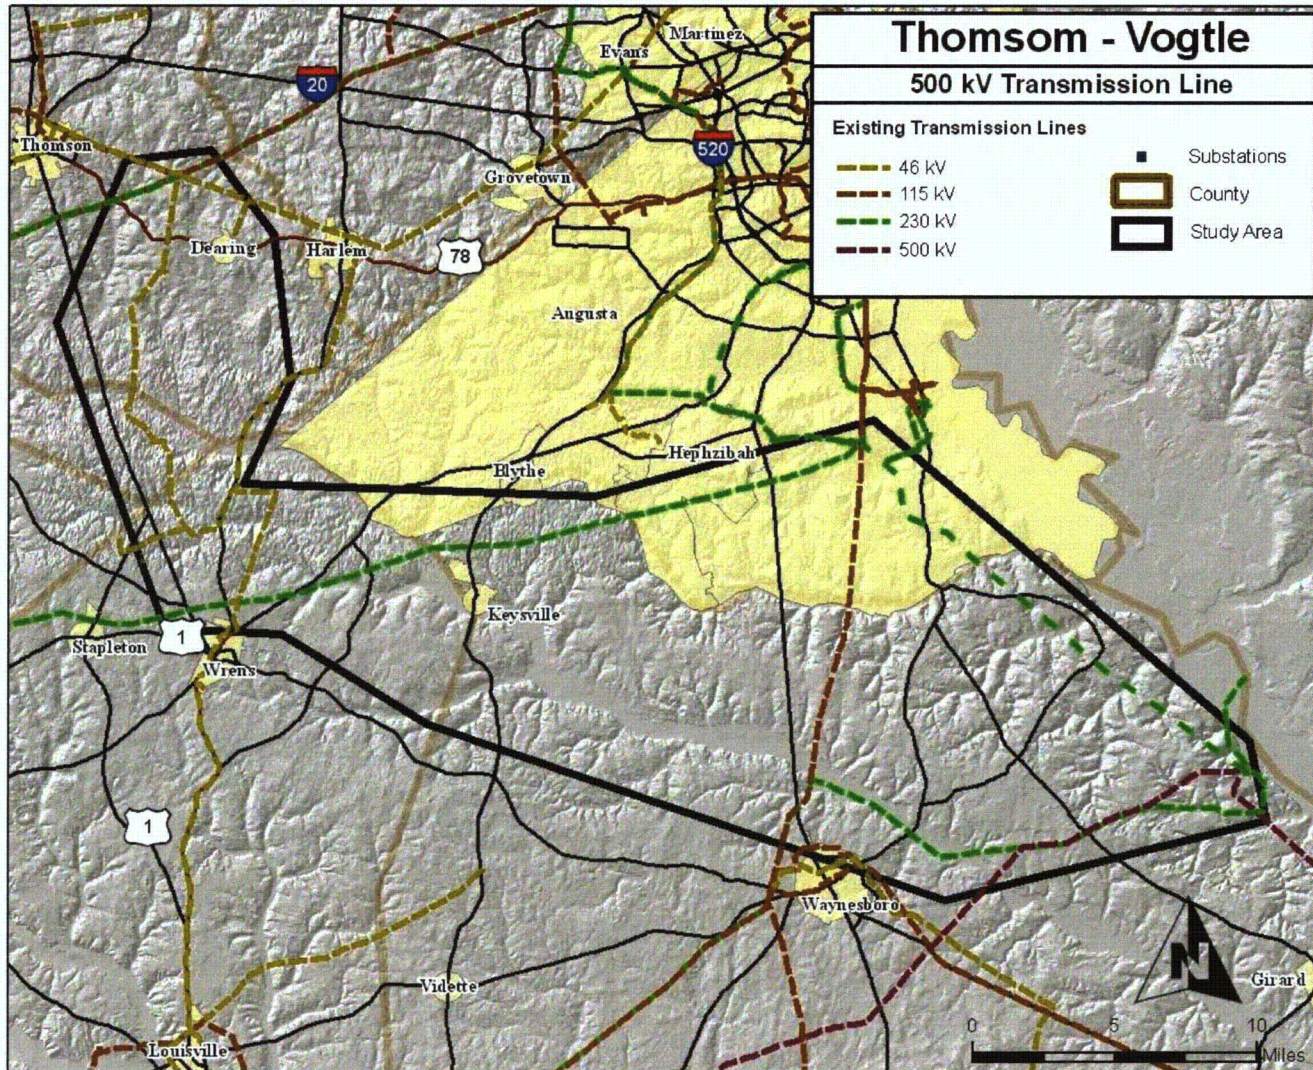 Thomsom - Vogtle
500 kV Transmission Line
Existing Transmission Lines
46 kV
115 kV
230 kV
500 kV
Substations
County
Study Area
Martinez
Evans
20
520
Thomson
Grovetown
Dearing
Harlem
78
Augusta
Hephzibah
Blythe
Keysville
Stapleton
1
Wrens
1
Waynesboro
Vidette
Girard
Louisville
N
0 5 10
Miles